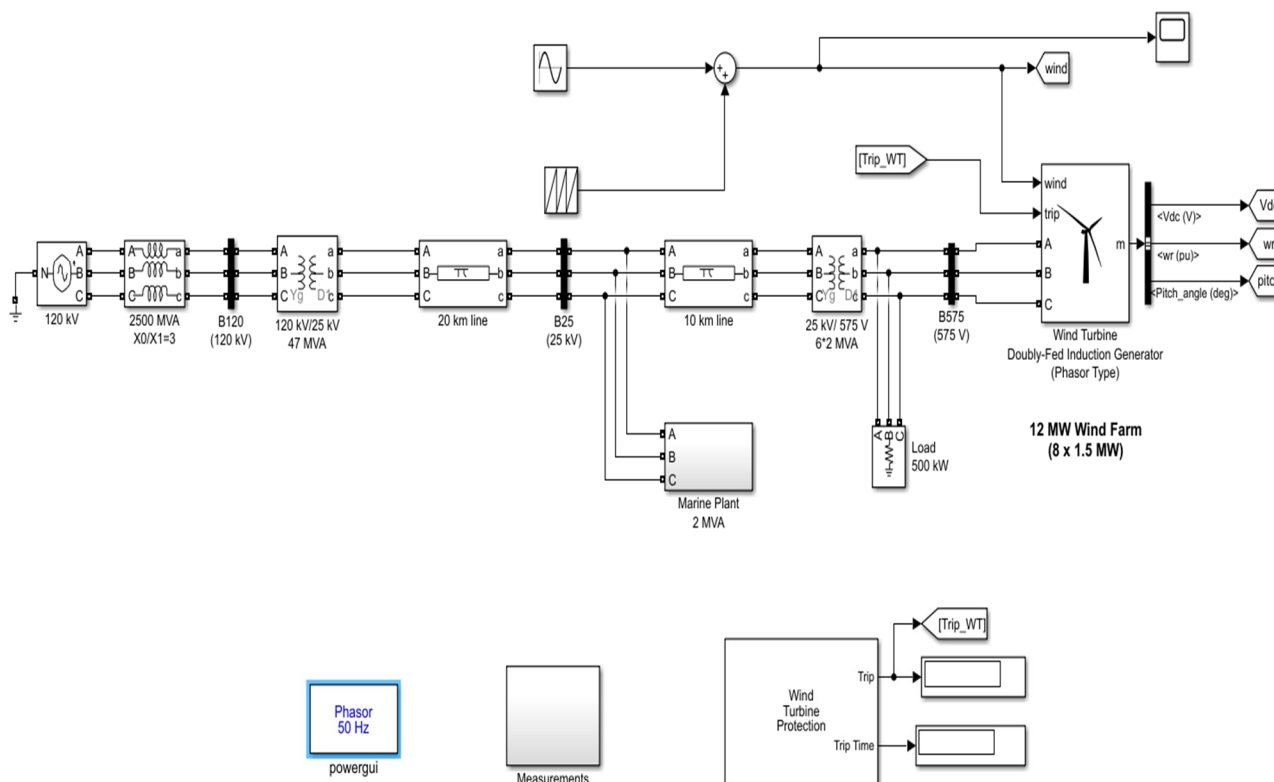 wind
[Trip_WT]
wind
trip
A
B
C
m
<Vdc (V)>
<wr (pu)>
<Pitch_angle (deg)>
Vd
wr
pitc
N
A
B
C
120 kV
A a
B b
C c
2500 MVA
X0/X1=3
B120
(120 kV)
A a
B b
C c
Yg
120 kV/25 kV
47 MVA
A a
B b
C c
20 km line
B25
(25 kV)
A a
B b
C c
10 km line
A a
B b
C c
Yg
25 kV/ 575 V
6*2 MVA
B575
(575 V)
Wind Turbine
Doubly-Fed Induction Generator
(Phasor Type)
12 MW Wind Farm
(8 x 1.5 MW)
A
B
C
Marine Plant
2 MVA
A B C
Load
500 kW
Phasor
50 Hz
powergui
Measurements
Wind
Turbine
Protection
Trip
Trip Time
[Trip_WT]